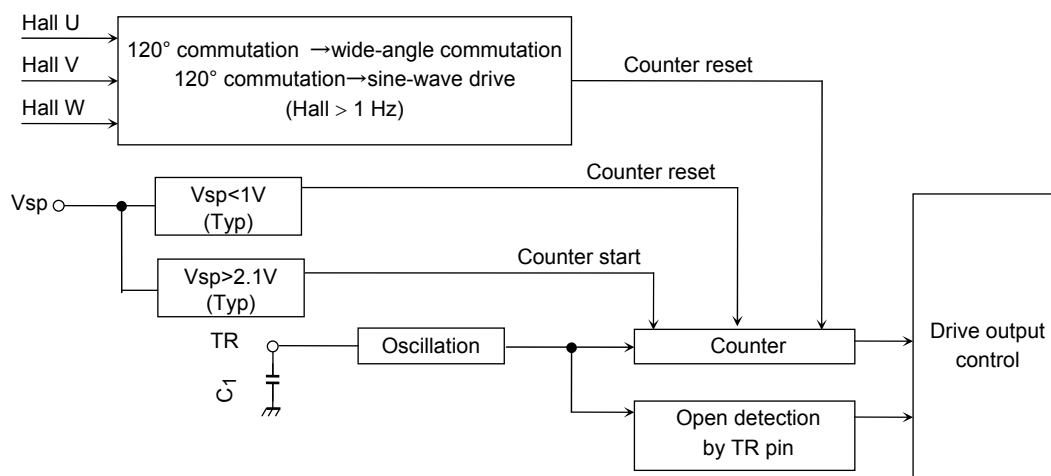 Hall U
Hall V
Hall W
120° commutation →wide-angle commutation
120° commutation→sine-wave drive
(Hall > 1 Hz)
Counter reset
Vsp
Vsp<1V
(Typ)
Counter reset
Vsp>2.1V
(Typ)
Counter start
TR
C1
Oscillation
Counter
Open detection
by TR pin
Drive output
control